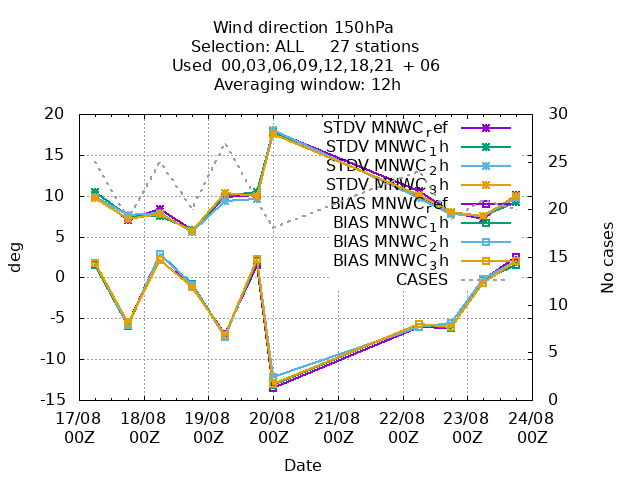 Wind direction 150hPa
Selection: ALL 27 stations
Used 00,03,06,09,12,18,21 + 06
Averaging window: 12h
20
15
10
5
0
-5
-10
-15
deg
30
25
20
15
10
5
0
No cases
STDV MNWC_ref
STDV MNWC_1h
STDV MNWC_2h
STDV MNWC_3h
BIAS MNWC_ref
BIAS MNWC_1h
BIAS MNWC_2h
BIAS MNWC_3h
CASES
17/08 18/08 19/08 20/08 21/08 22/08 23/08 24/08
00Z 00Z 00Z 00Z 00Z 00Z 00Z 00Z
Date